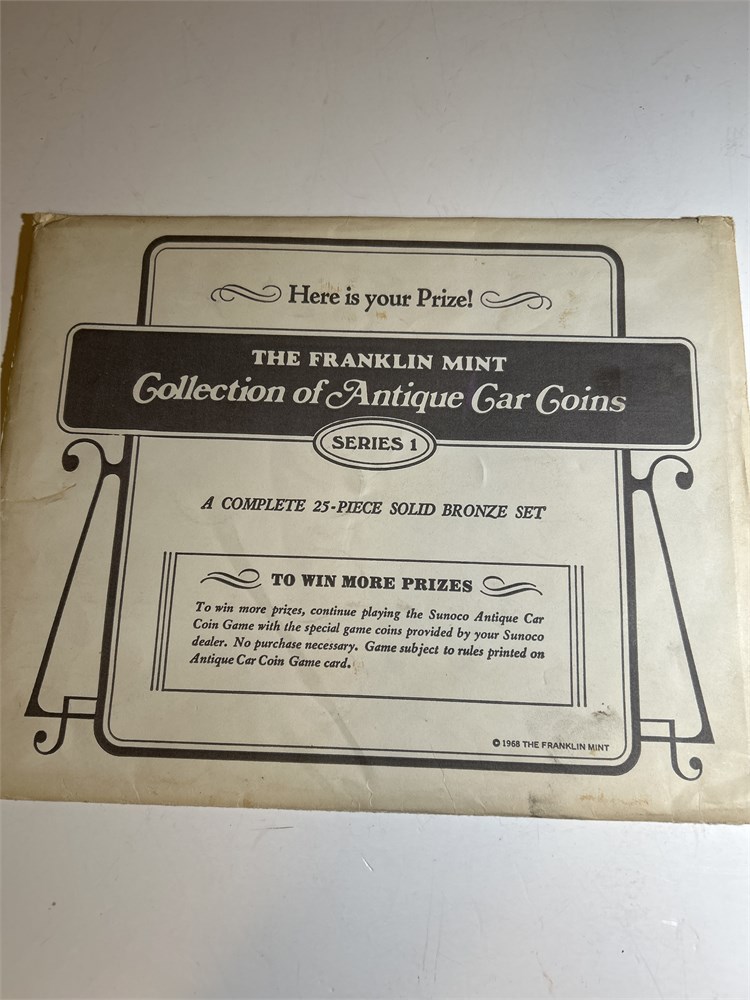 Here is your Prize!
THE FRANKLIN MINT
Collection of Antique Car Coins
SERIES 1
A COMPLETE 25-PIECE SOLID BRONZE SET
TO WIN MORE PRIZES
To win more prizes, continue playing the Sunoco Antique Car
Coin Game with the special game coins provided by your Sunoco
dealer. No purchase necessary. Game subject to rules printed on
Antique Car Coin Game card.
© 1968 THE FRANKLIN MINT